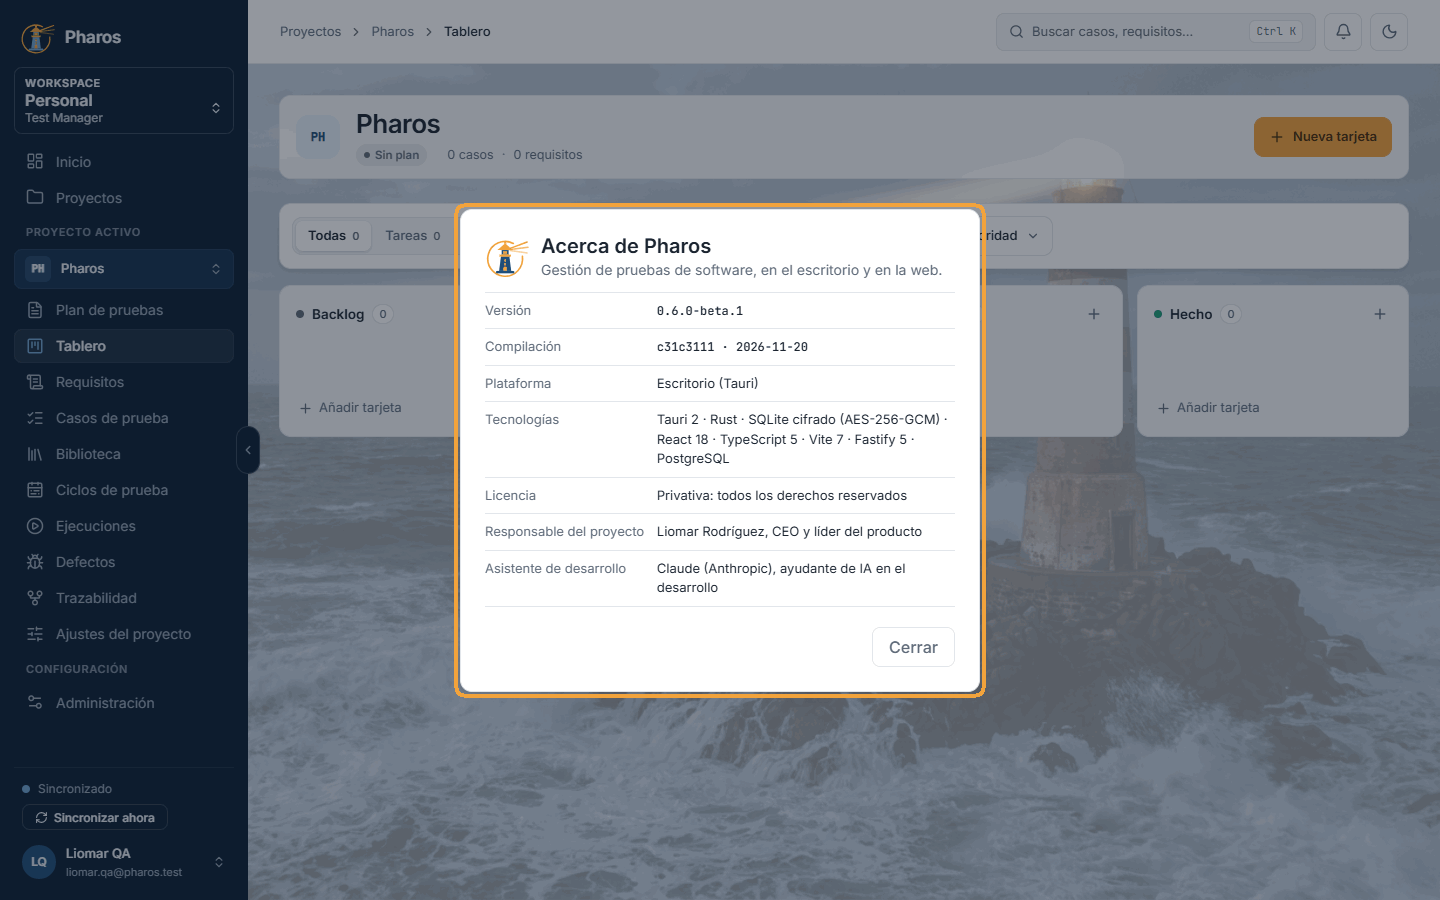 Pharos
WORKSPACE
Personal
Test Manager
Inicio
Proyectos
PROYECTO ACTIVO
PH Pharos
Plan de pruebas
Tablero
Requisitos
Casos de prueba
Biblioteca
Ciclos de prueba
Ejecuciones
Defectos
Trazabilidad
Ajustes del proyecto
CONFIGURACIÓN
Administración
Sincronizado
Sincronizar ahora
LQ
Liomar QA
liomar.qa@pharos.test
Proyectos > Pharos > Tablero
Buscar casos, requisitos... Ctrl K
PH
Pharos
Sin plan 0 casos · 0 requisitos
+ Nueva tarjeta
Todas 0 Tareas 0
Backlog 0
+ Añadir tarjeta
Hecho 0
+ Añadir tarjeta
Acerca de Pharos
Gestión de pruebas de software, en el escritorio y en la web.
Versión 0.6.0-beta.1
Compilación c31c3111 · 2026-11-20
Plataforma Escritorio (Tauri)
Tecnologías Tauri 2 · Rust · SQLite cifrado (AES-256-GCM) ·
React 18 · TypeScript 5 · Vite 7 · Fastify 5 ·
PostgreSQL
Licencia Privativa: todos los derechos reservados
Responsable del proyecto Liomar Rodríguez, CEO y líder del producto
Asistente de desarrollo Claude (Anthropic), ayudante de IA en el
desarrollo
Cerrar